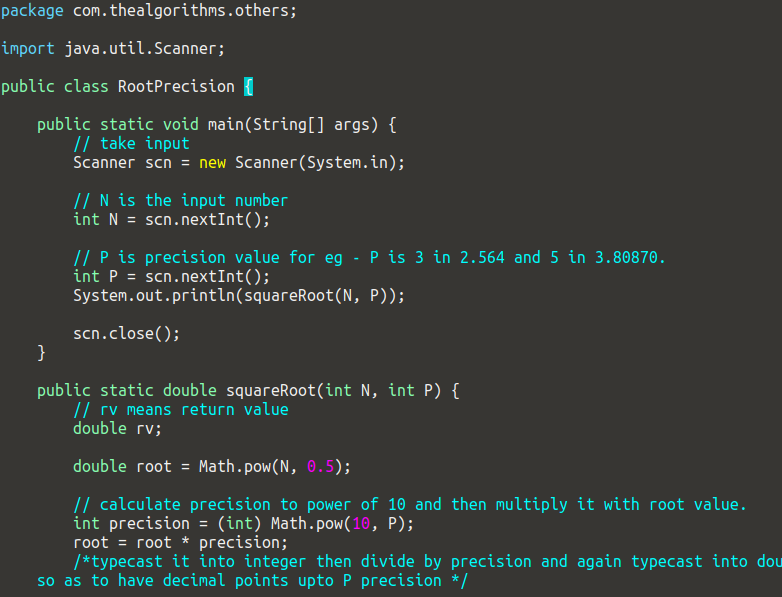 package com.thealgorithms.others;
import java.util.Scanner;
public class RootPrecision {
public static void main(String[] args) {
// take input
Scanner scn = new Scanner(System.in);
// N is the input number
int N = scn.nextInt();
// P is precision value for eg - P is 3 in 2.564 and 5 in 3.80870.
int P = scn.nextInt();
System.out.println(squareRoot(N, P));
scn.close();
}
public static double squareRoot(int N, int P) {
// rv means return value
double rv;
double root = Math.pow(N, 0.5);
// calculate precision to power of 10 and then multiply it with root value.
int precision = (int) Math.pow(10, P);
root = root * precision;
/*typecast it into integer then divide by precision and again typecast into dou
so as to have decimal points upto P precision */